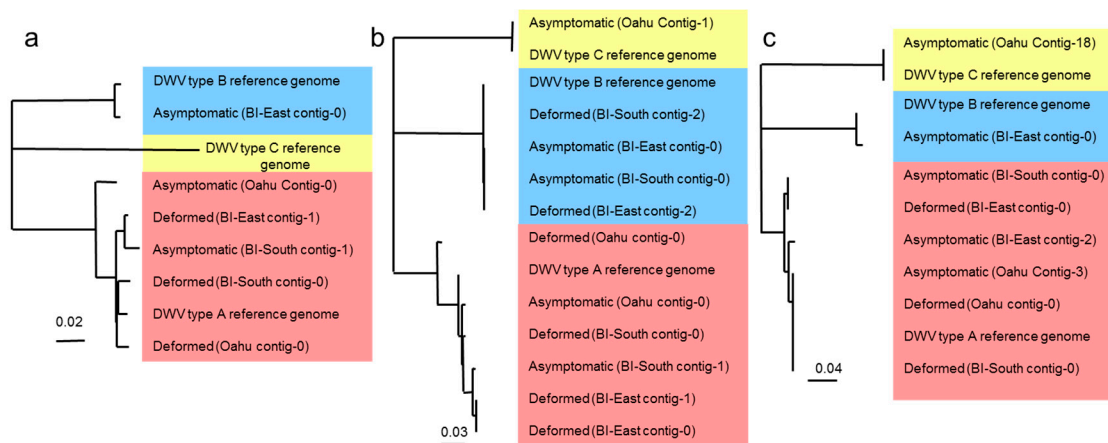 a
DWV type B reference genome
Asymptomatic (BI-East contig-0)
DWV type C reference
genome
Asymptomatic (Oahu Contig-0)
Deformed (BI-East contig-1)
Asymptomatic (BI-South contig-1)
Deformed (BI-South contig-0)
DWV type A reference genome
Deformed (Oahu contig-0)
0.02
b
Asymptomatic (Oahu Contig-1)
DWV type C reference genome
DWV type B reference genome
Deformed (BI-South contig-2)
Asymptomatic (BI-East contig-0)
Asymptomatic (BI-South contig-0)
Deformed (BI-East contig-2)
Deformed (Oahu contig-0)
DWV type A reference genome
Asymptomatic (Oahu contig-0)
Deformed (BI-South contig-0)
Asymptomatic (BI-South contig-1)
Deformed (BI-East contig-1)
Deformed (BI-East contig-0)
0.03
c
Asymptomatic (Oahu Contig-18)
DWV type C reference genome
DWV type B reference genome
Asymptomatic (BI-East contig-0)
Asymptomatic (BI-South contig-0)
Deformed (BI-East contig-0)
Asymptomatic (BI-East contig-2)
Asymptomatic (Oahu Contig-3)
Deformed (Oahu contig-0)
DWV type A reference genome
Deformed (BI-South contig-0)
0.04